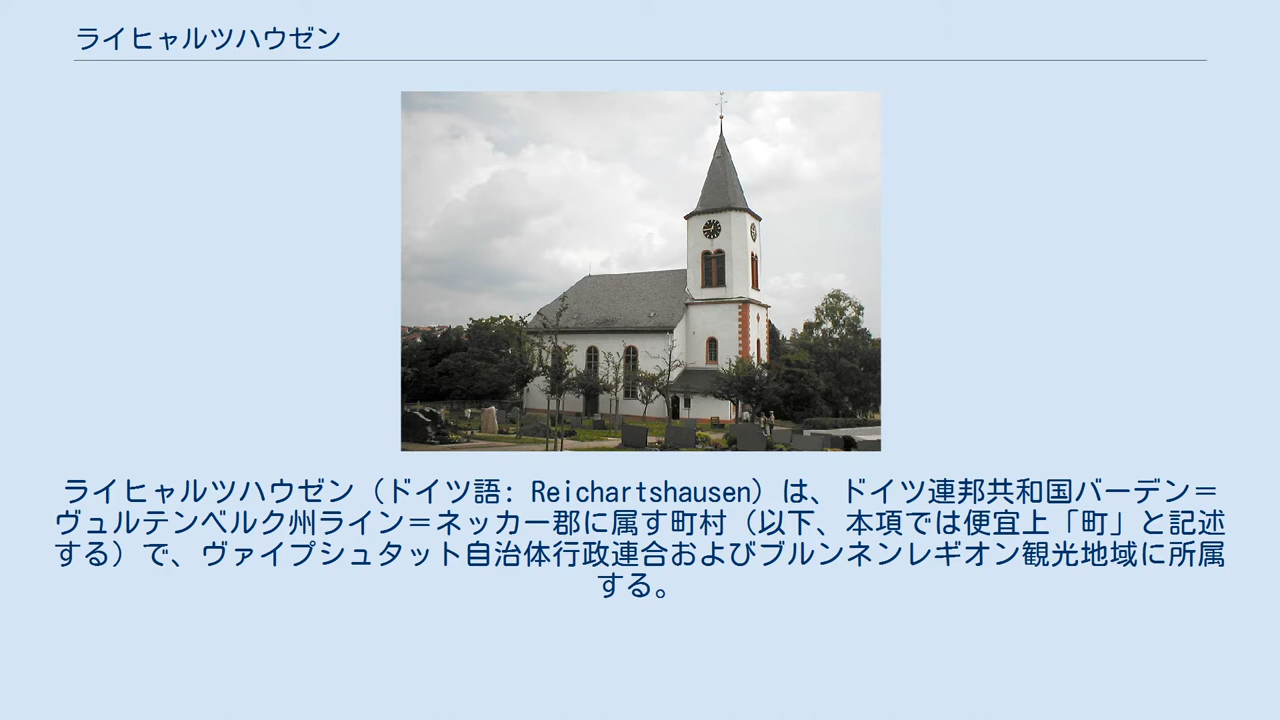 ライヒャルツハウゼン
ライヒャルツハウゼン（ドイツ語: Reichartshausen）は、ドイツ連邦共和国バーデン＝
ヴュルテンベルク州ライン＝ネッカー郡に属す町村（以下、本項では便宜上「町」と記述
する）で、ヴァイプシュタット自治体行政連合およびブルンネンレギオン観光地域に所属
する。